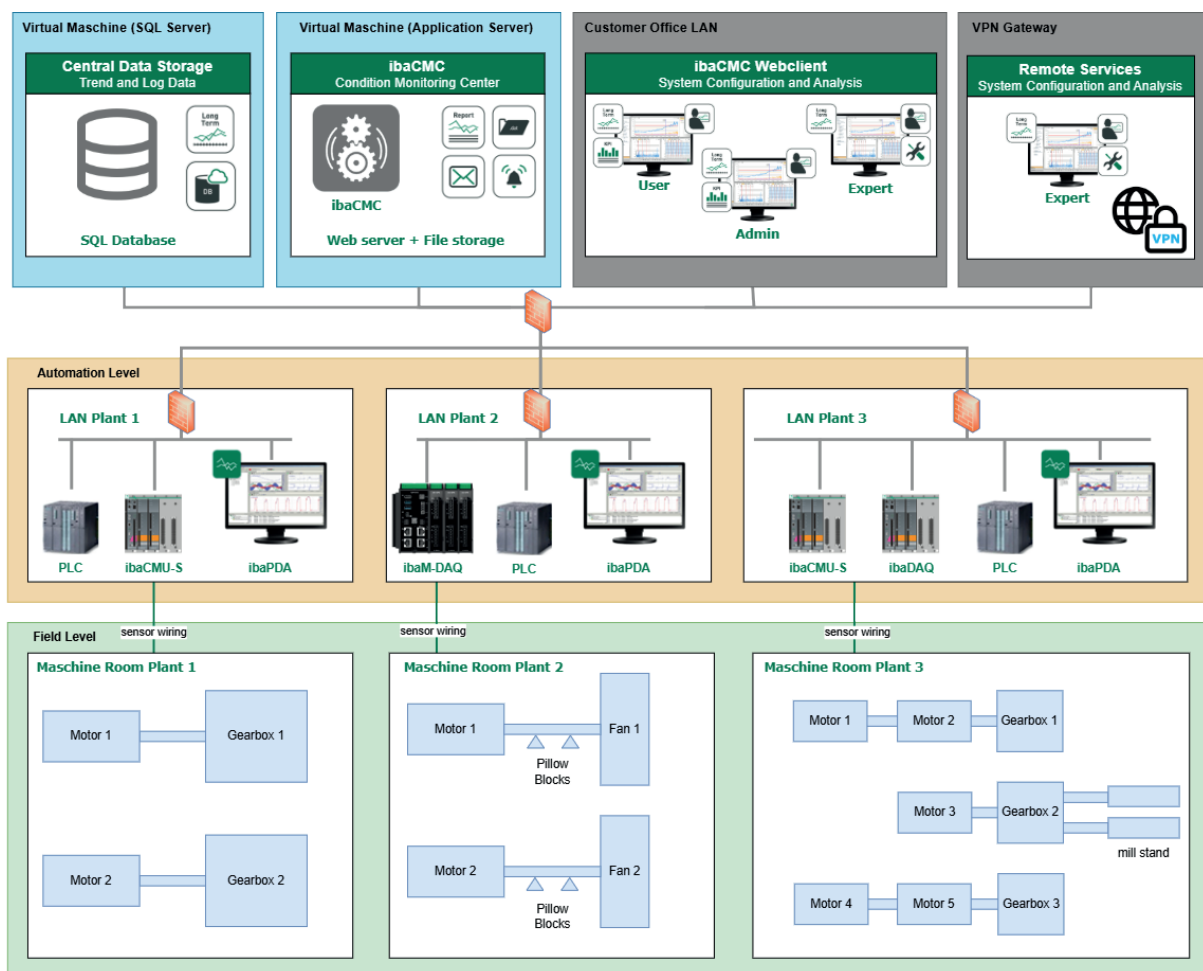 Virtual Maschine (SQL Server)
Central Data Storage
Trend and Log Data
Long
Term
DB
SQL Database
Virtual Maschine (Application Server)
ibaCMC
Condition Monitoring Center
Report
.dat
ibaCMC
Web server + File storage
Customer Office LAN
ibaCMC Webclient
System Configuration and Analysis
Long
Term
KPI
User
Long
Term
KPI
Admin
Long
Term
Expert
VPN Gateway
Remote Services
System Configuration and Analysis
Long
Term
Expert
VPN
Automation Level
LAN Plant 1
PLC
ibaCMU-S
ibaPDA
LAN Plant 2
ibaM-DAQ
PLC
ibaPDA
LAN Plant 3
ibaCMU-S
ibaDAQ
PLC
ibaPDA
sensor wiring
sensor wiring
sensor wiring
Field Level
Maschine Room Plant 1
Motor 1
Gearbox 1
Motor 2
Gearbox 2
Maschine Room Plant 2
Motor 1
Fan 1
Pillow
Blocks
Motor 2
Fan 2
Pillow
Blocks
Maschine Room Plant 3
Motor 1
Motor 2
Gearbox 1
Motor 3
Gearbox 2
mill stand
Motor 4
Motor 5
Gearbox 3